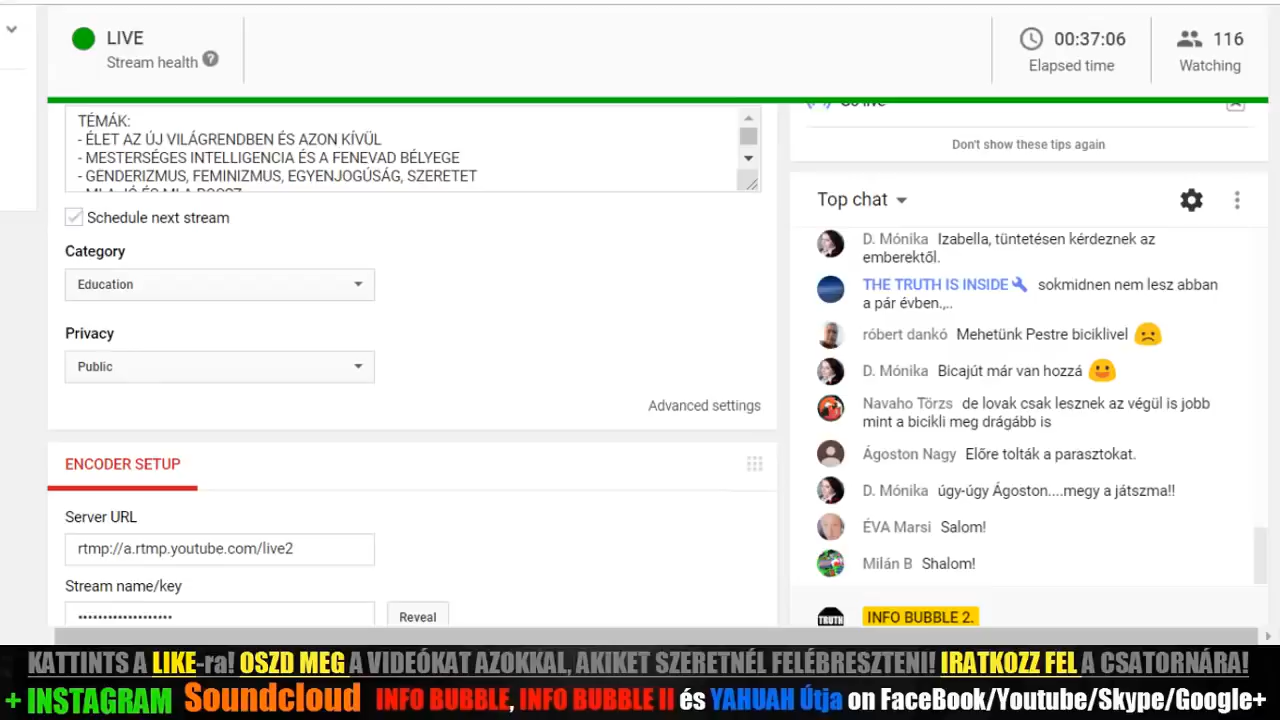 LIVE
Stream health ?
00:37:06
Elapsed time
116
Watching
TÉMÁK:
- ÉLET AZ ÚJ VILÁGRENDBEN ÉS AZON KÍVÜL
- MESTERSÉGES INTELLIGENCIA ÉS A FENEVAD BÉLYEGE
- GENDERIZMUS, FEMINIZMUS, EGYENJOGÚSÁG, SZERETET
Schedule next stream
Category
Education
Privacy
Public
Advanced settings
ENCODER SETUP
Server URL
rtmp://a.rtmp.youtube.com/live2
Stream name/key
••••••••••••••••••• Reveal
Don't show these tips again
Top chat
D. Mónika Izabella, tüntetésen kérdeznek az
emberektől.
THE TRUTH IS INSIDE sokmidnen nem lesz abban
a pár évben.,..
róbert dankó Mehetünk Pestre biciklivel
D. Mónika Bicajút már van hozzá
Navaho Törzs de lovak csak lesznek az végül is jobb
mint a bicikli meg drágább is
Ágoston Nagy Előre tolták a parasztokat.
D. Mónika úgy-úgy Ágoston....megy a játszma!!
ÉVA Marsi Salom!
Milán B Shalom!
TRUTH INFO BUBBLE 2.
KATTINTS A LIKE-ra! OSZD MEG A VIDEÓKAT AZOKKAL, AKIKET SZERETNÉL FELÉBRESZTENI! IRATKOZZ FEL A CSATORNÁRA!
+ INSTAGRAM Soundcloud INFO BUBBLE, INFO BUBBLE II és YAHUAH Útja on FaceBook/Youtube/Skype/Google+